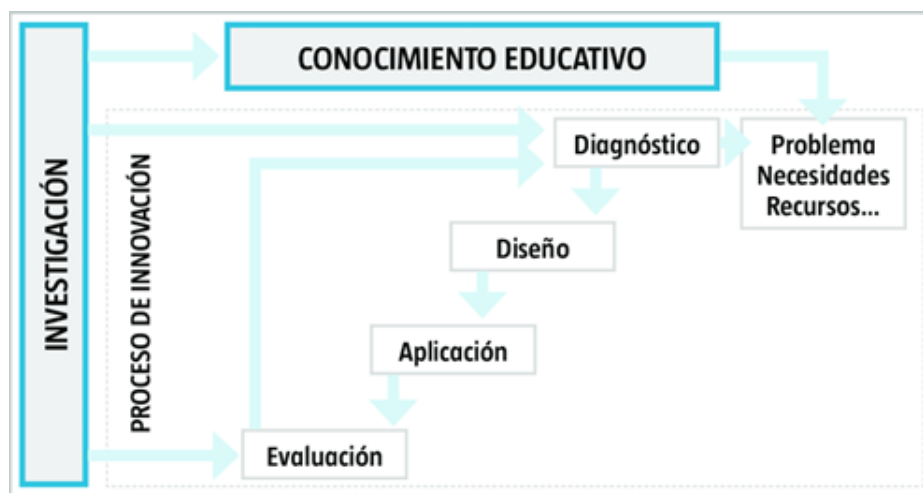 INVESTIGACIÓN
CONOCIMIENTO EDUCATIVO
PROCESO DE INNOVACIÓN
Diagnóstico
Problema
Necesidades
Recursos...
Diseño
Aplicación
Evaluación